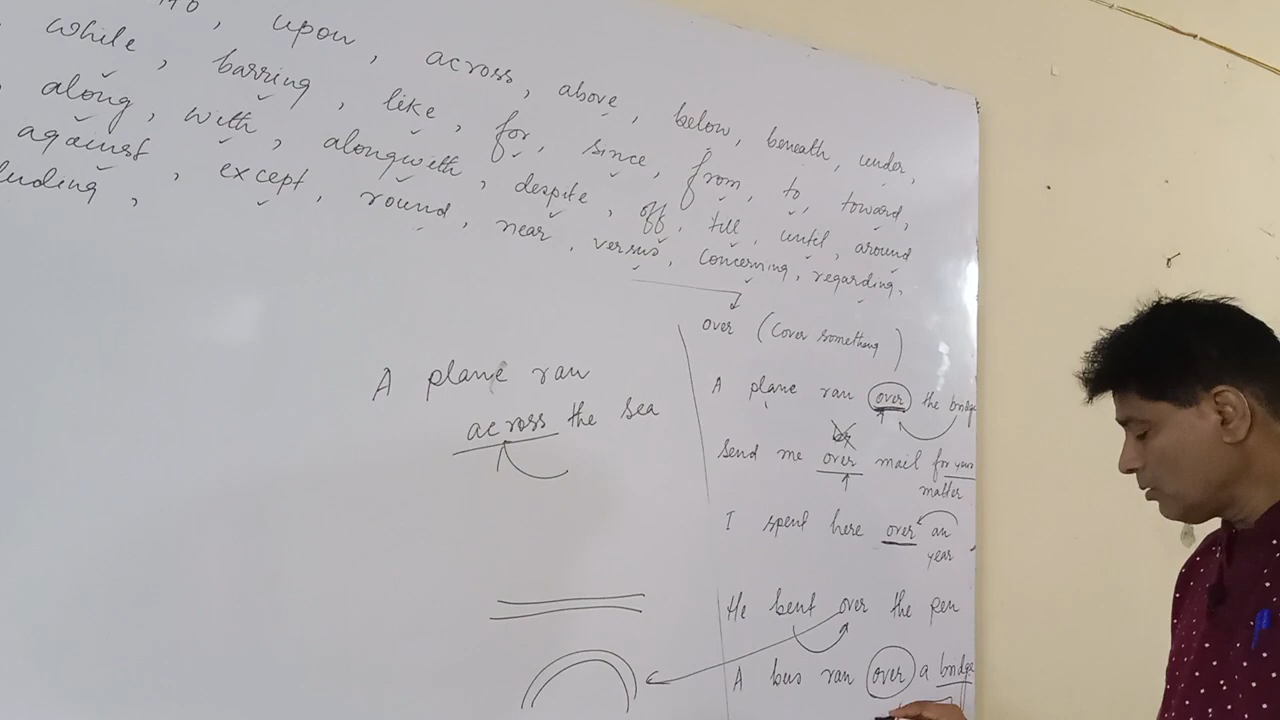 , upon, across, above, below, beneath, under,
while, barring, like, for, since, from, to, toward,
along, with, alongwith, despite, off, till, until, around
against, except, round, near, versus, concerning, regarding,
over (cover something)
A plane ran
across the sea
A plane ran over the bridge
Send me over mail for your
matter
I spent here over an
year
He bent over the pen
A bus ran over a bridge